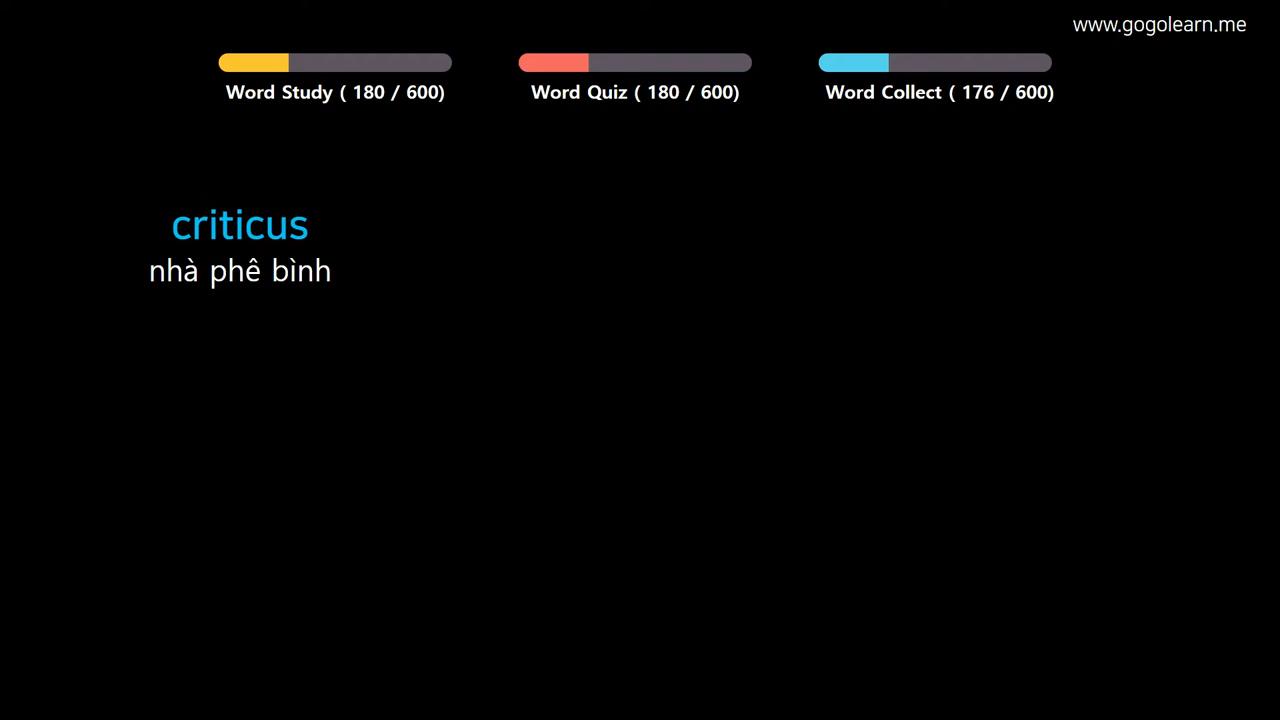 www.gogolearn.me
Word Study ( 180 / 600)
Word Quiz ( 180 / 600)
Word Collect ( 176 / 600)
criticus
nhà phê bình